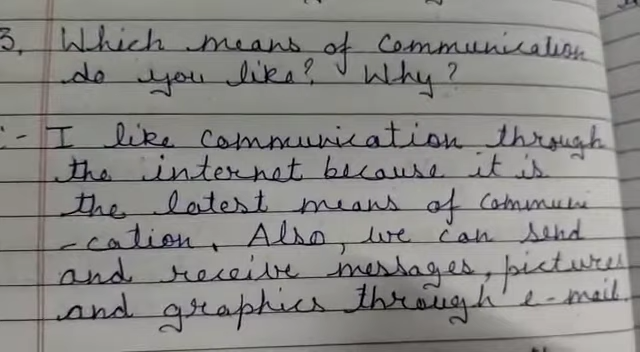 3. Which means of communication
do you like? Why?
:- I like communication through
the internet because it is
the latest means of communi
-cation. Also, we can send
and receive messages, pictures
and graphics through e-mail.